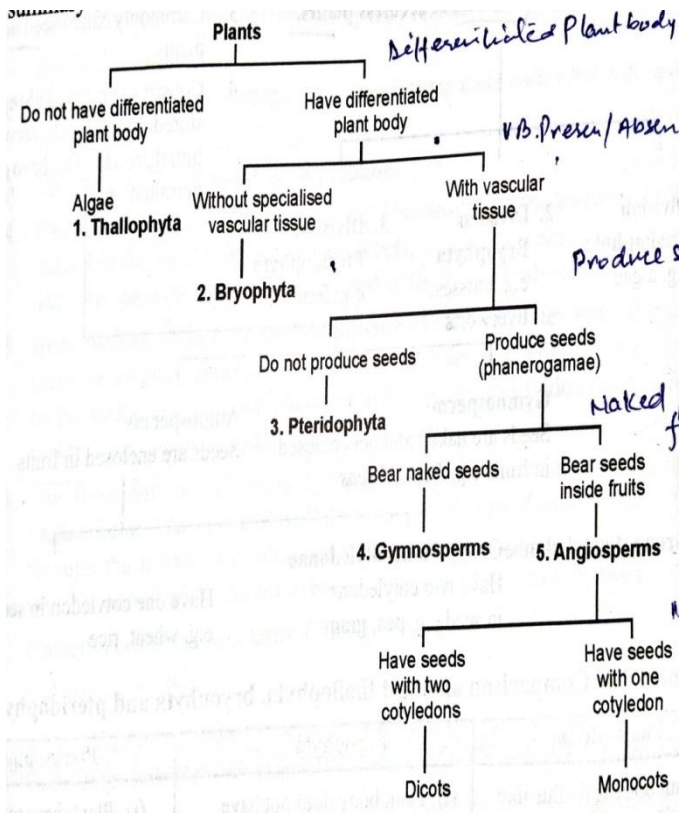 Summary
Plants
Differentiated Plant body
Do not have differentiated
plant body
Have differentiated
plant body
VB. Presen/Absen
Algae
1. Thallophyta
Without specialised
vascular tissue
With vascular
tissue
2. Bryophyta
Produce s
Do not produce seeds
Produce seeds
(phanerogamae)
3. Pteridophyta
Naked
f
Bear naked seeds
Bear seeds
inside fruits
4. Gymnosperms
5. Angiosperms
Have seeds
with two
cotyledons
Have seeds
with one
cotyledon
Dicots
Monocots